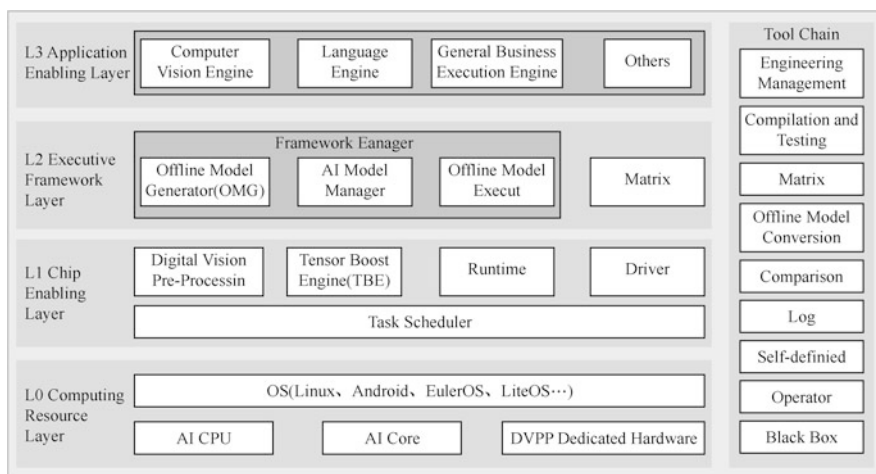 L3 Application
Enabling Layer
Computer
Vision Engine
Language
Engine
General Business
Execution Engine
Others
L2 Executive
Framework
Layer
Framework Eanager
Offline Model
Generator(OMG)
AI Model
Manager
Offline Model
Execut
Matrix
L1 Chip
Enabling
Layer
Digital Vision
Pre-Processin
Tensor Boost
Engine(TBE)
Runtime
Driver
Task Scheduler
L0 Computing
Resource
Layer
OS(Linux、Android、EulerOS、LiteOS…)
AI CPU
AI Core
DVPP Dedicated Hardware
Tool Chain
Engineering
Management
Compilation and
Testing
Matrix
Offline Model
Conversion
Comparison
Log
Self-definied
Operator
Black Box